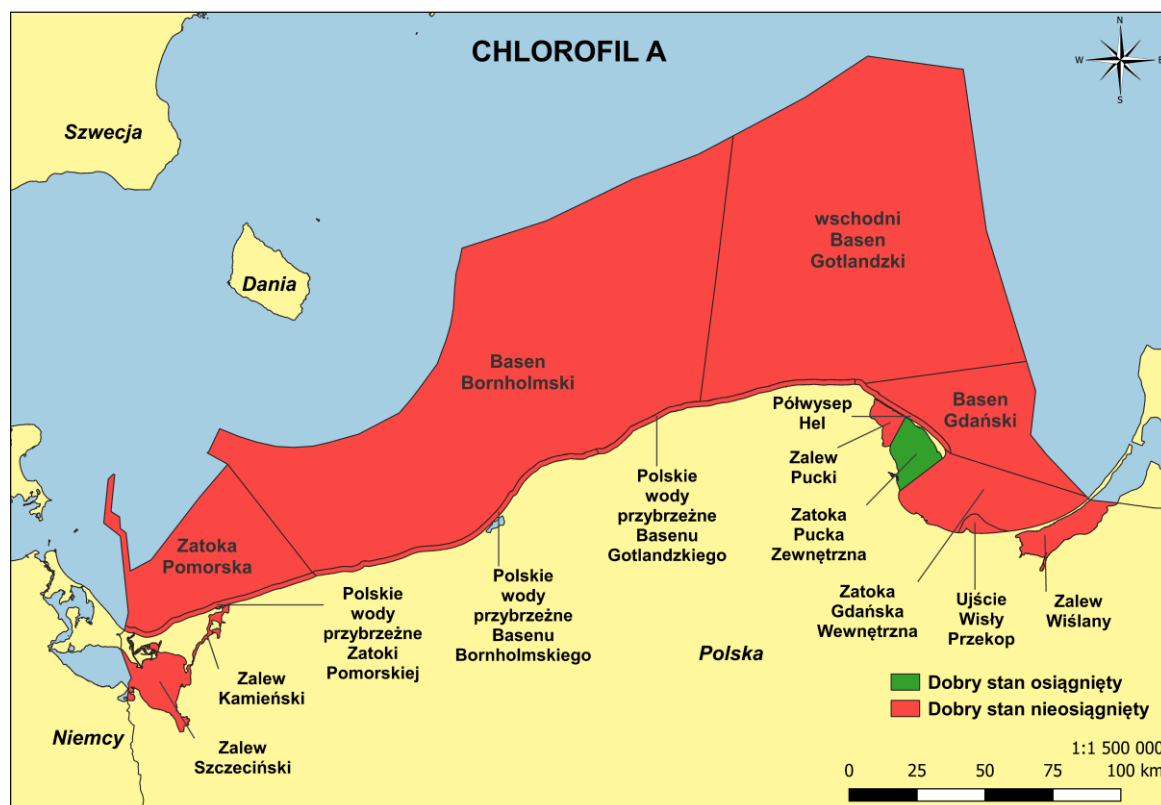 CHLOROFIL A
N
W
E
S
Szwecja
Dania
wschodni
Basen
Gotlandzki
Basen
Bornholmski
Basen
Gdański
Półwysep
Hel
Zalew
Pucki
Zatoka
Pucka
Zewnętrzna
Polskie
wody
przybrzeżne
Basenu
Gotlandzkiego
Zatoka
Pomorska
Polskie
wody
przybrzeżne
Zatoki
Pomorskiej
Polskie
wody
przybrzeżne
Basenu
Bornholmskiego
Zatoka
Gdańska
Wewnętrzna
Ujście
Wisły
Przekop
Zalew
Wiślany
Polska
Zalew
Kamieński
Niemcy
Zalew
Szczeciński
Dobry stan osiągnięty
Dobry stan nieosiągnięty
1:1 500 000
0 25 50 75 100 km